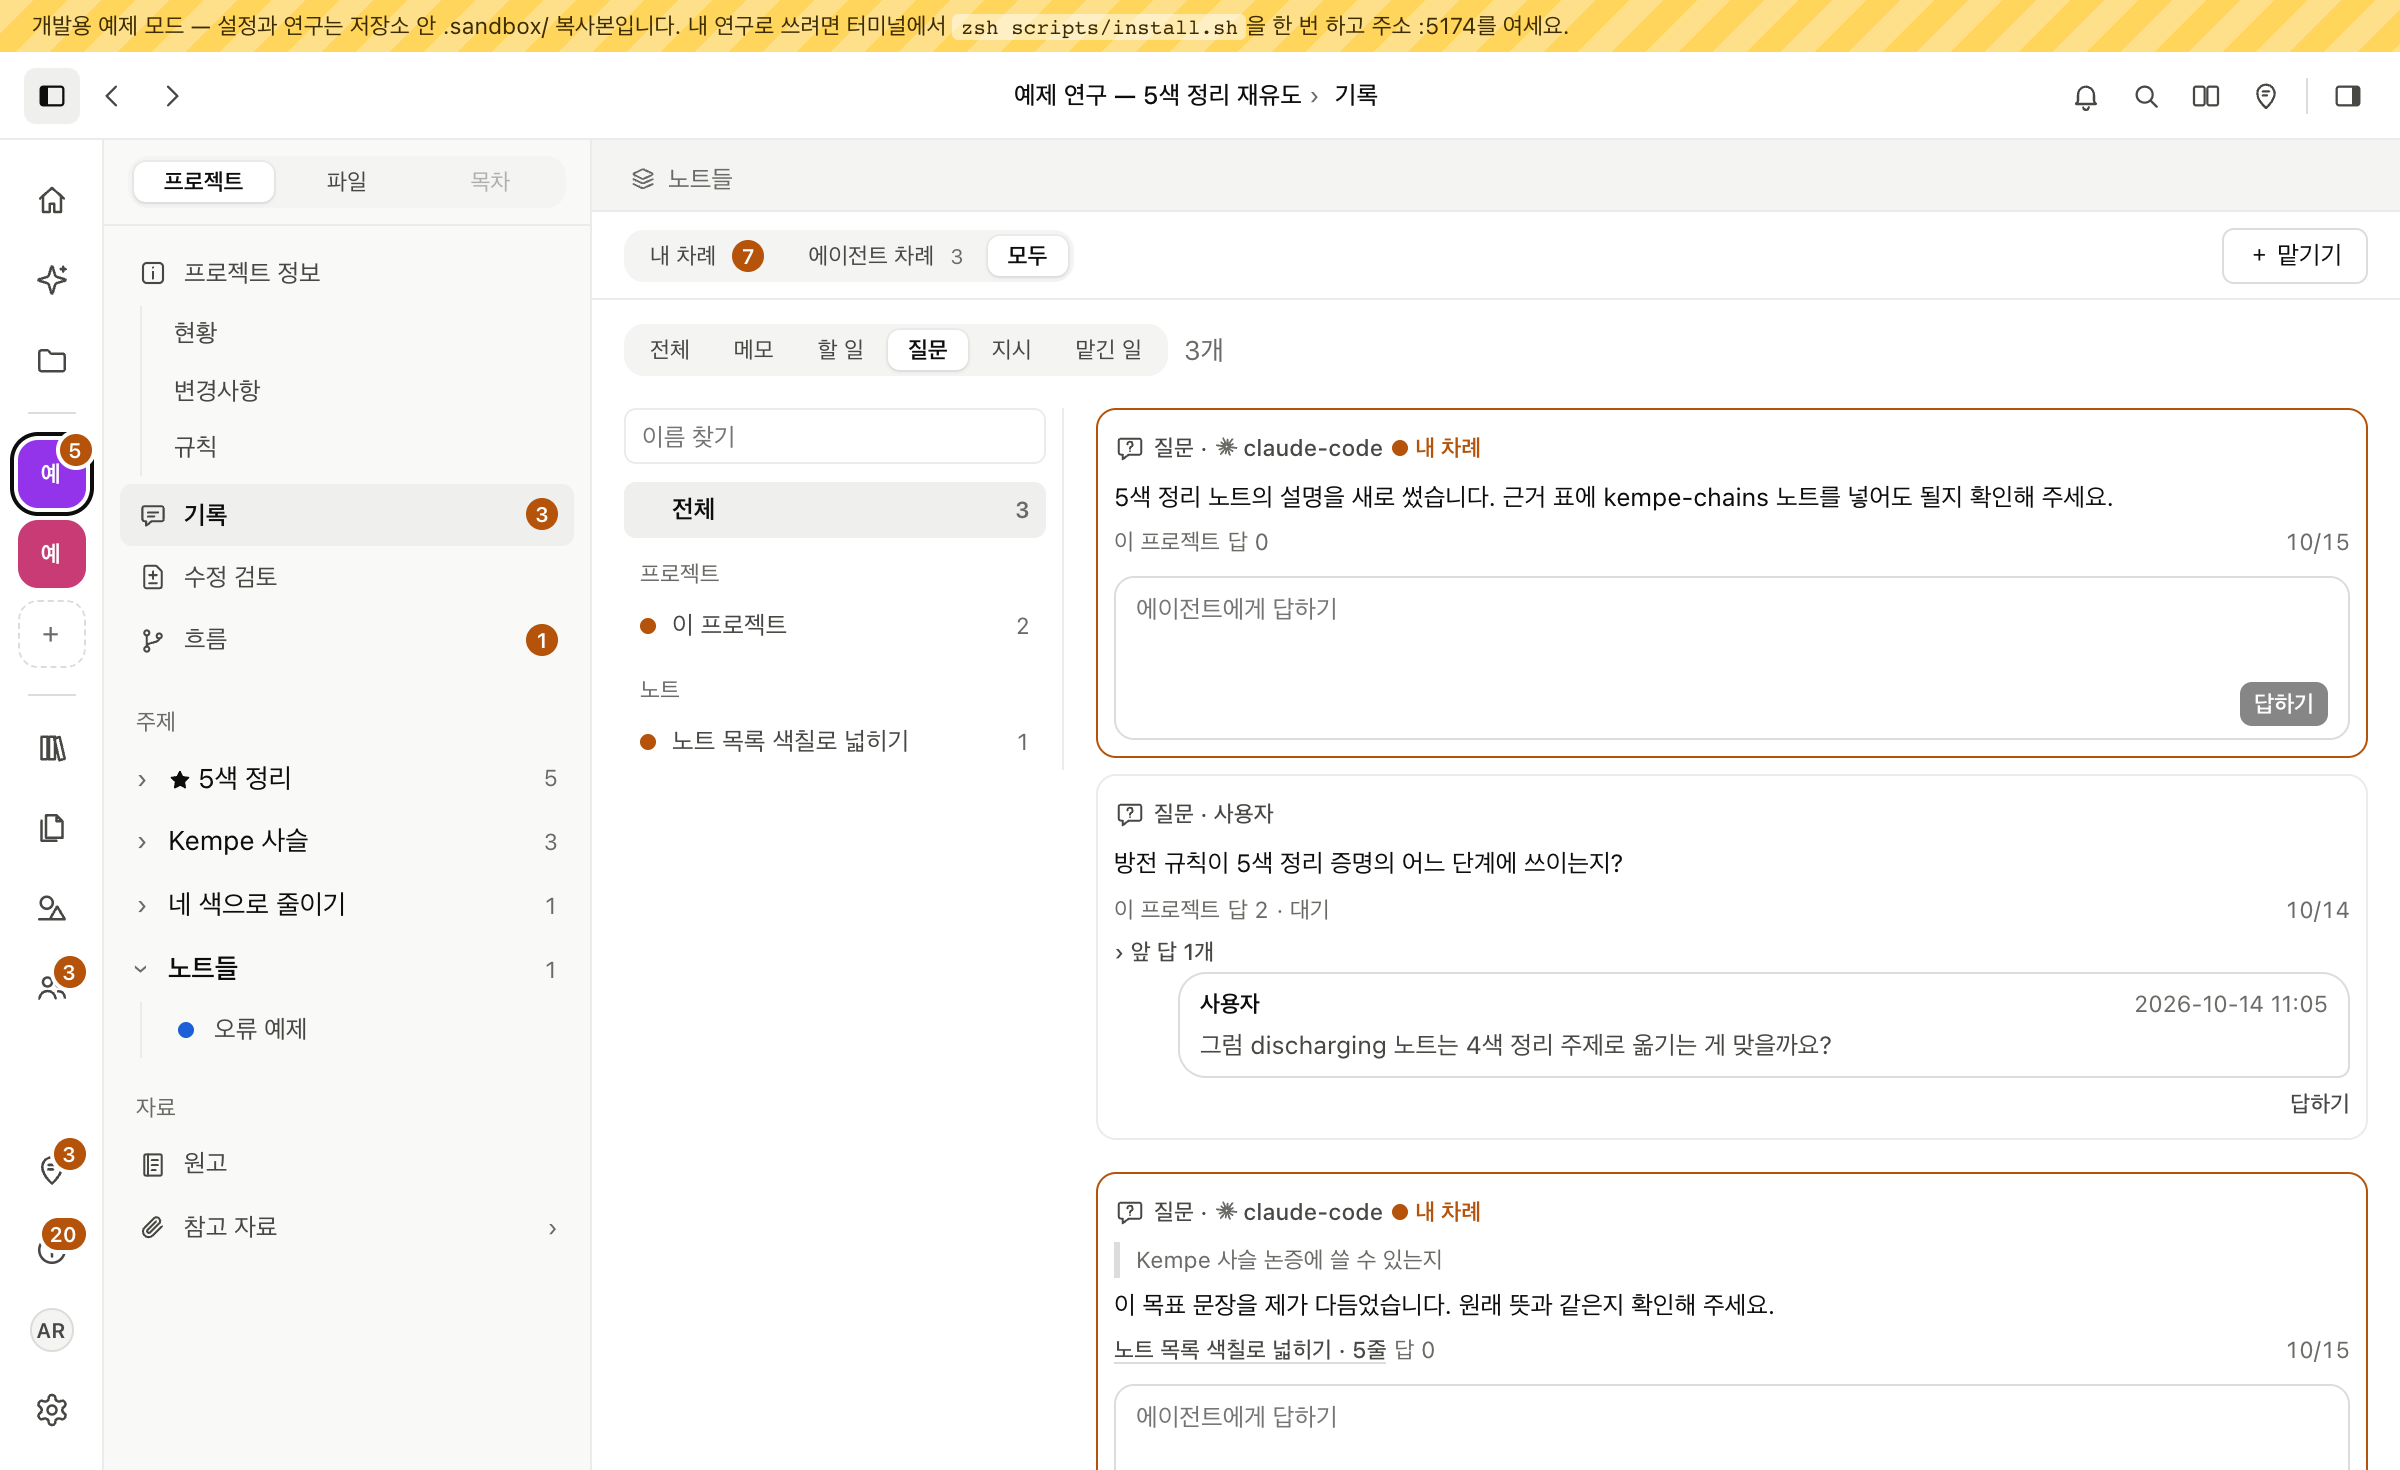 개발용 예제 모드 — 설정과 연구는 저장소 안 .sandbox/ 복사본입니다. 내 연구로 쓰려면 터미널에서 zsh scripts/install.sh을 한 번 하고 주소 :5174를 여세요.
예제 연구 — 5색 정리 재유도 › 기록
예
5
예
+
3
3
20
AR
프로젝트 파일 목차
프로젝트 정보
현황
변경사항
규칙
기록 3
수정 검토
흐름 1
주제
› ★ 5색 정리 5
› Kempe 사슬 3
› 네 색으로 줄이기 1
노트들 1
오류 예제
자료
원고
참고 자료 ›
노트들
내 차례 7 에이전트 차례 3 모두
+ 맡기기
전체 메모 할 일 질문 지시 맡긴 일 3개
이름 찾기
전체 3
프로젝트
이 프로젝트 2
노트
노트 목록 색칠로 넓히기 1
질문 · claude-code 내 차례
5색 정리 노트의 설명을 새로 썼습니다. 근거 표에 kempe-chains 노트를 넣어도 될지 확인해 주세요.
이 프로젝트 답 0 10/15
에이전트에게 답하기
답하기
질문 · 사용자
방전 규칙이 5색 정리 증명의 어느 단계에 쓰이는지?
이 프로젝트 답 2 · 대기 10/14
› 앞 답 1개
사용자 2026-10-14 11:05
그럼 discharging 노트는 4색 정리 주제로 옮기는 게 맞을까요?
답하기
질문 · claude-code 내 차례
Kempe 사슬 논증에 쓸 수 있는지
이 목표 문장을 제가 다듬었습니다. 원래 뜻과 같은지 확인해 주세요.
노트 목록 색칠로 넓히기 · 5줄 답 0 10/15
에이전트에게 답하기